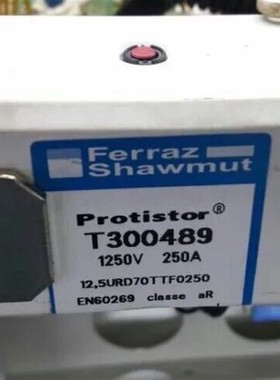 Ferraz
Shawmut
Protistor®
T300489
1250V 250A
12,5URD70TTF0250
EN60269 classe aR